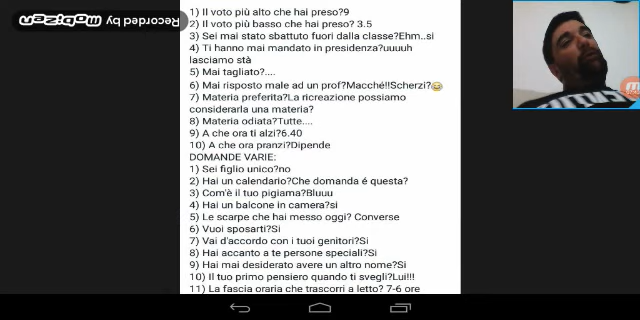 Recorded by
mobizen
1) Il voto più alto che hai preso?9
2) Il voto più basso che hai preso? 3.5
3) Sei mai stato sbattuto fuori dalla classe?Ehm..si
4) Ti hanno mai mandato in presidenza?uuuuh
lasciamo stà
5) Mai tagliato?....
6) Mai risposto male ad un prof?Macché!!Scherzi?😂
7) Materia preferita?La ricreazione possiamo
considerarla una materia?
8) Materia odiata?Tutte....
9) A che ora ti alzi?6.40
10) A che ora pranzi?Dipende
DOMANDE VARIE:
1) Sei figlio unico?no
2) Hai un calendario?Che domanda é questa?
3) Com'è il tuo pigiama?Bluuu
4) Hai un balcone in camera?si
5) Le scarpe che hai messo oggi? Converse
6) Vuoi sposarti?Si
7) Vai d'accordo con i tuoi genitori?Si
8) Hai accanto a te persone speciali?Si
9) Hai mai desiderato avere un altro nome?Si
10) Il tuo primo pensiero quando ti svegli?Lui!!!
11) La fascia oraria che trascorri a letto? 7-6 ore